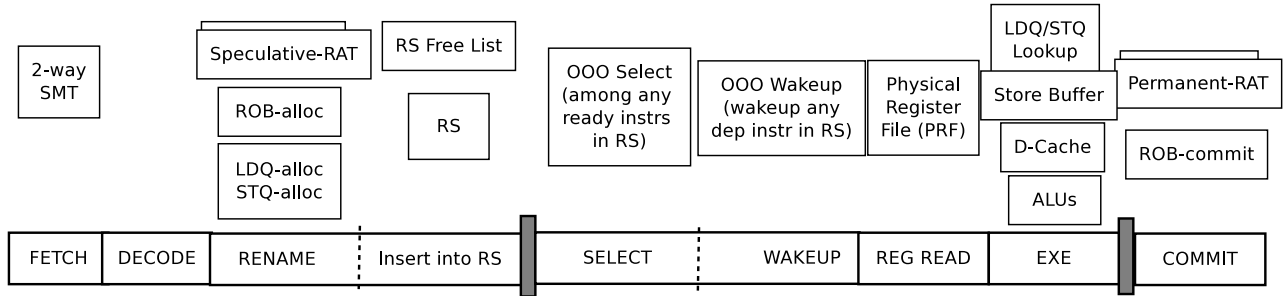 2-way
SMT
Speculative-RAT
ROB-alloc
LDQ-alloc
STQ-alloc
RS Free List
RS
OOO Select
(among any
ready instrs
in RS)
OOO Wakeup
(wakeup any
dep instr in RS)
Physical
Register
File (PRF)
LDQ/STQ
Lookup
Store Buffer
D-Cache
ALUs
Permanent-RAT
ROB-commit
FETCH
DECODE
RENAME
Insert into RS
SELECT
WAKEUP
REG READ
EXE
COMMIT